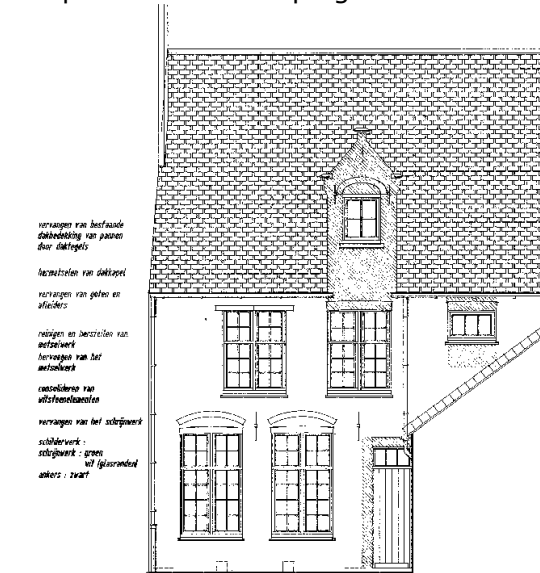 vervangen van bestaande
dakbedekking van pannen
door daktegels
hermetselen van dakkapel
vervangen van goten en
afleiders
reinigen en herstellen van
metselwerk
hervoegen van het
metselwerk
consolideren van
witsteenelementen
vervangen van het schrijnwerk
schilderwerk :
schrijnwerk : groen
wit (glasranden)
ankers : zwart